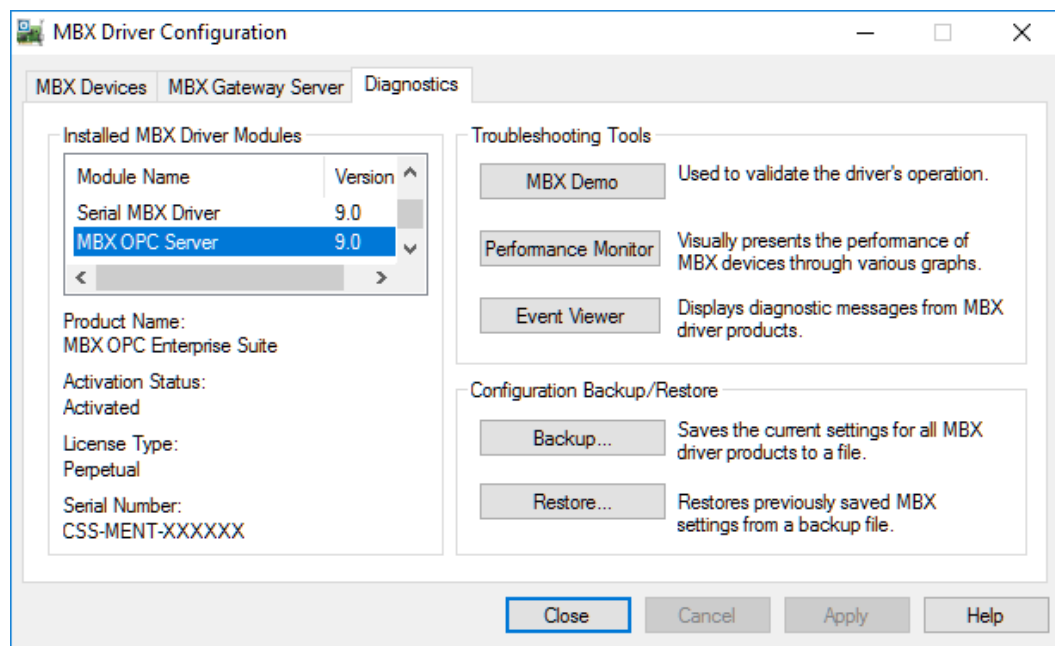 MBX Driver Configuration
MBX Devices
MBX Gateway Server
Diagnostics
Installed MBX Driver Modules
Module Name Version
Serial MBX Driver 9.0
MBX OPC Server 9.0
Product Name:
MBX OPC Enterprise Suite
Activation Status:
Activated
License Type:
Perpetual
Serial Number:
CSS-MENT-XXXXXX
Troubleshooting Tools
MBX Demo
Used to validate the driver's operation.
Performance Monitor
Visually presents the performance of
MBX devices through various graphs.
Event Viewer
Displays diagnostic messages from MBX
driver products.
Configuration Backup/Restore
Backup...
Saves the current settings for all MBX
driver products to a file.
Restore...
Restores previously saved MBX
settings from a backup file.
Close
Cancel
Apply
Help